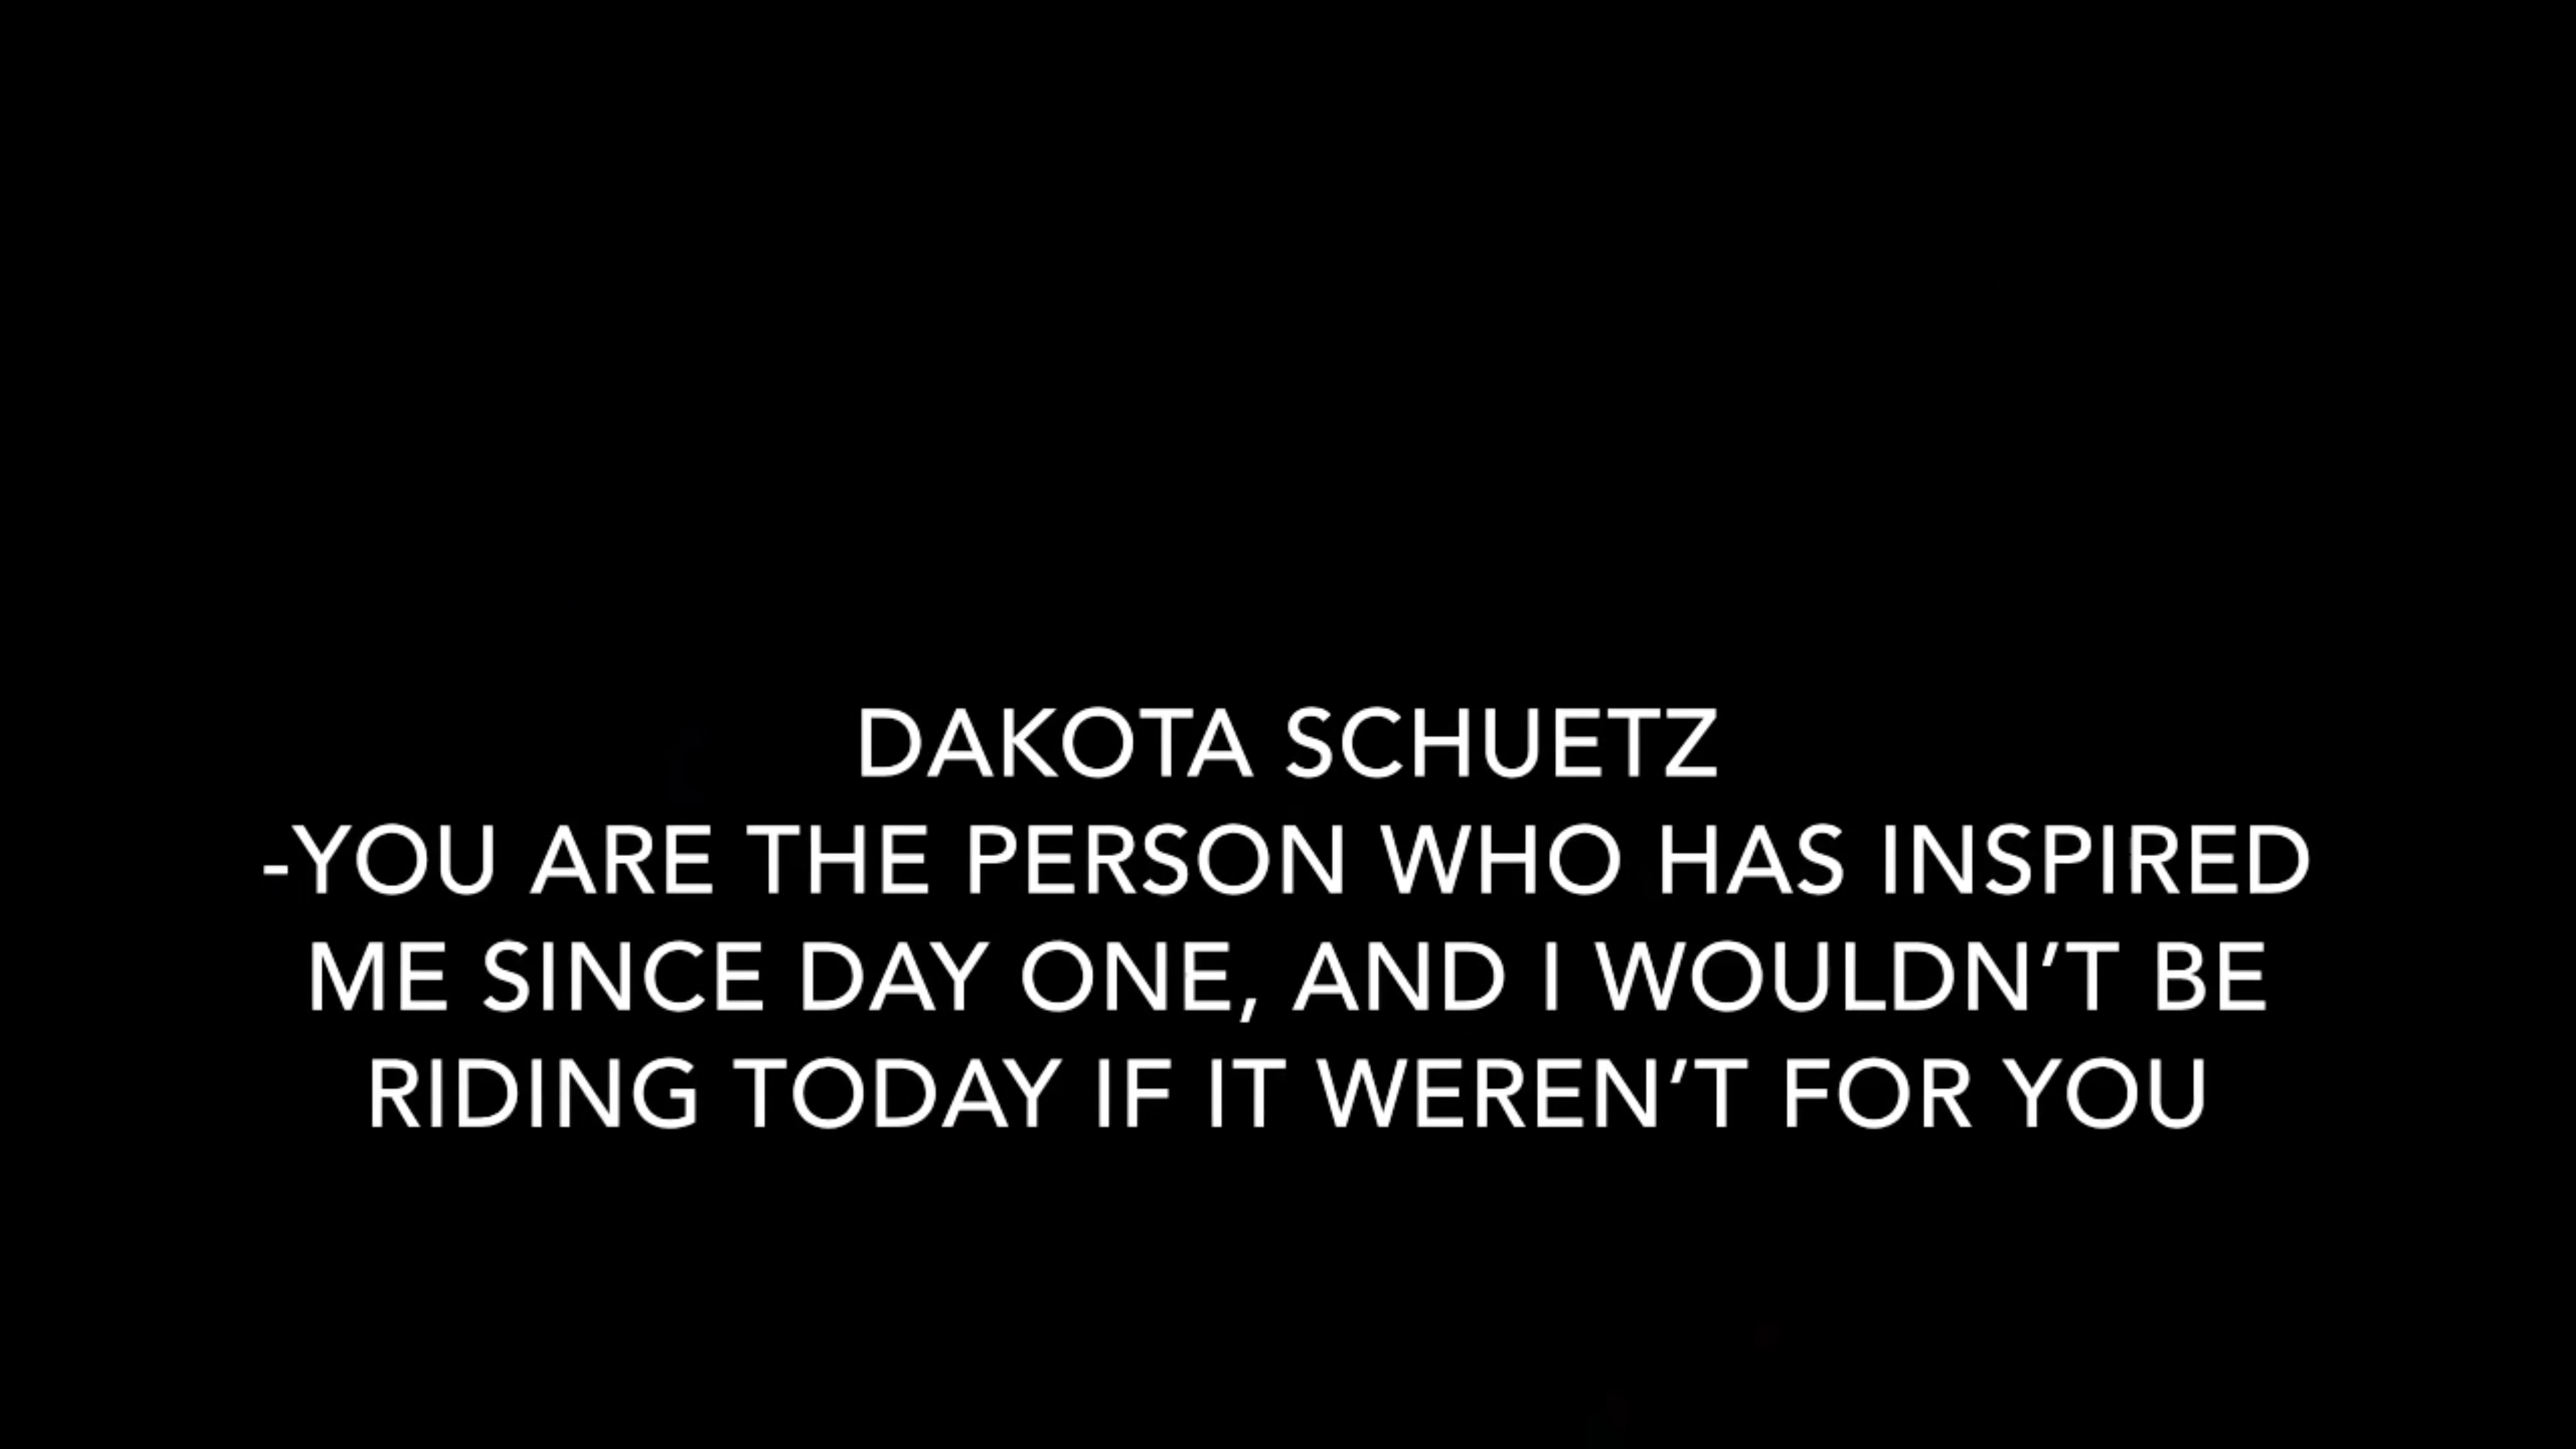 DAKOTA SCHUETZ
-YOU ARE THE PERSON WHO HAS INSPIRED
ME SINCE DAY ONE, AND I WOULDN’T BE
RIDING TODAY IF IT WEREN’T FOR YOU